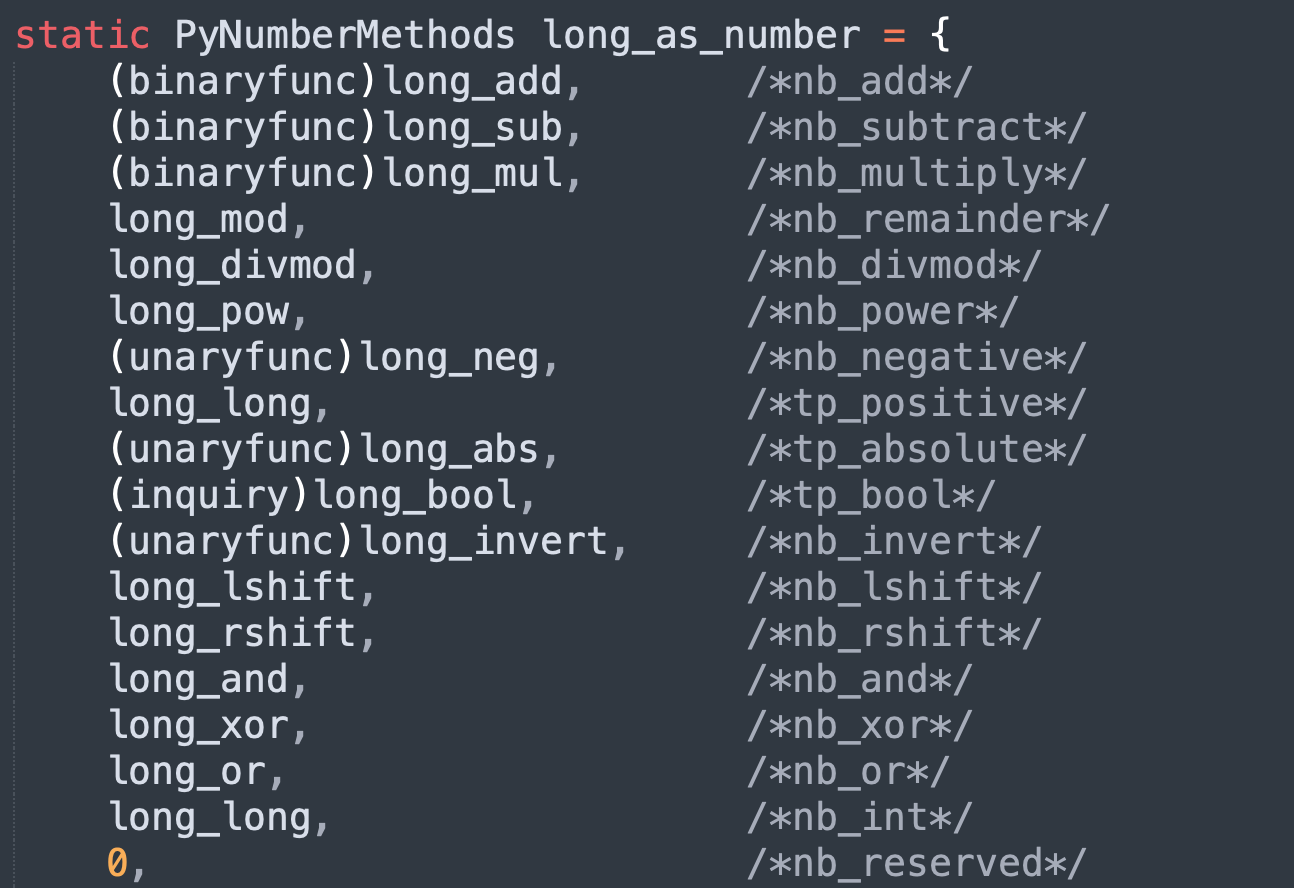 static PyNumberMethods long_as_number = {
    (binaryfunc)long_add,       /*nb_add*/
    (binaryfunc)long_sub,       /*nb_subtract*/
    (binaryfunc)long_mul,       /*nb_multiply*/
    long_mod,                   /*nb_remainder*/
    long_divmod,                /*nb_divmod*/
    long_pow,                   /*nb_power*/
    (unaryfunc)long_neg,        /*nb_negative*/
    long_long,                  /*tp_positive*/
    (unaryfunc)long_abs,        /*tp_absolute*/
    (inquiry)long_bool,         /*tp_bool*/
    (unaryfunc)long_invert,     /*nb_invert*/
    long_lshift,                /*nb_lshift*/
    long_rshift,                /*nb_rshift*/
    long_and,                   /*nb_and*/
    long_xor,                   /*nb_xor*/
    long_or,                    /*nb_or*/
    long_long,                  /*nb_int*/
    0,                          /*nb_reserved*/